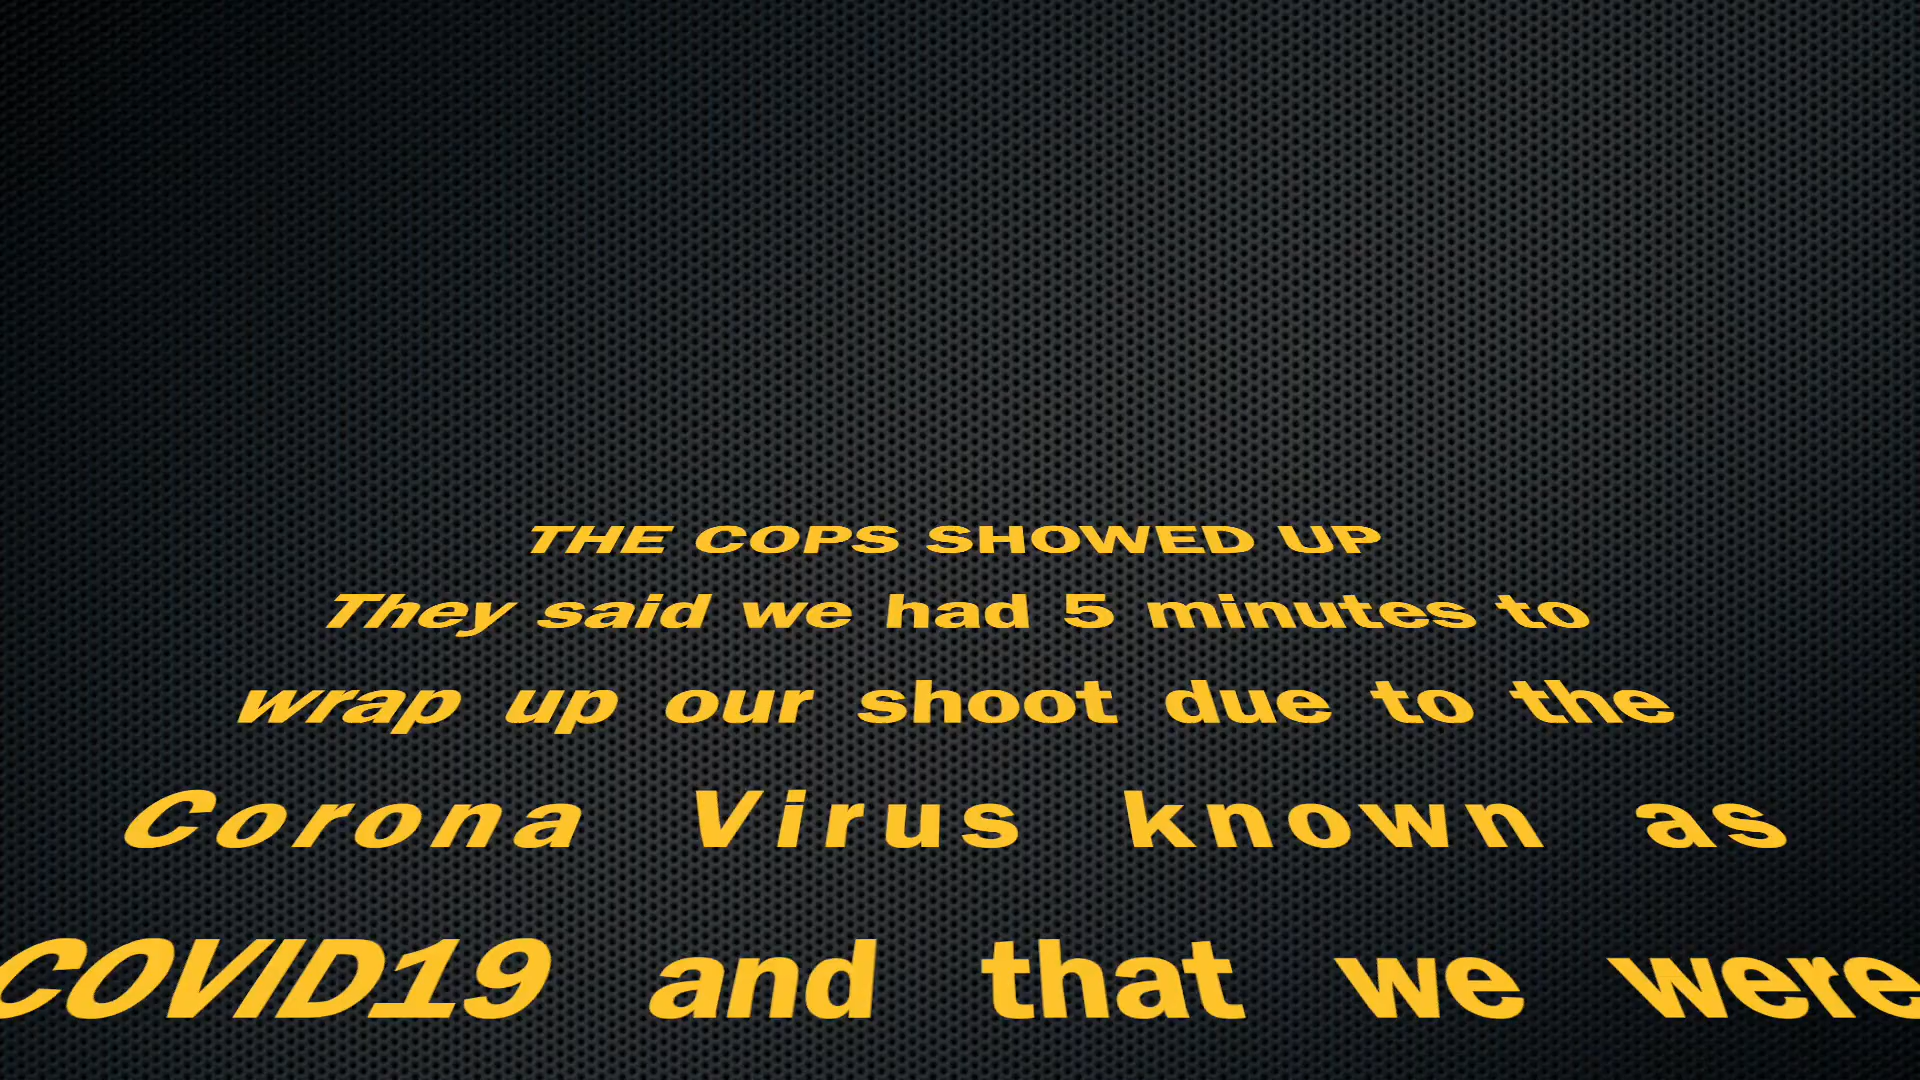 THE COPS SHOWED UP
They said we had 5 minutes to
wrap up our shoot due to the
Corona Virus known as
COVID19 and that we were